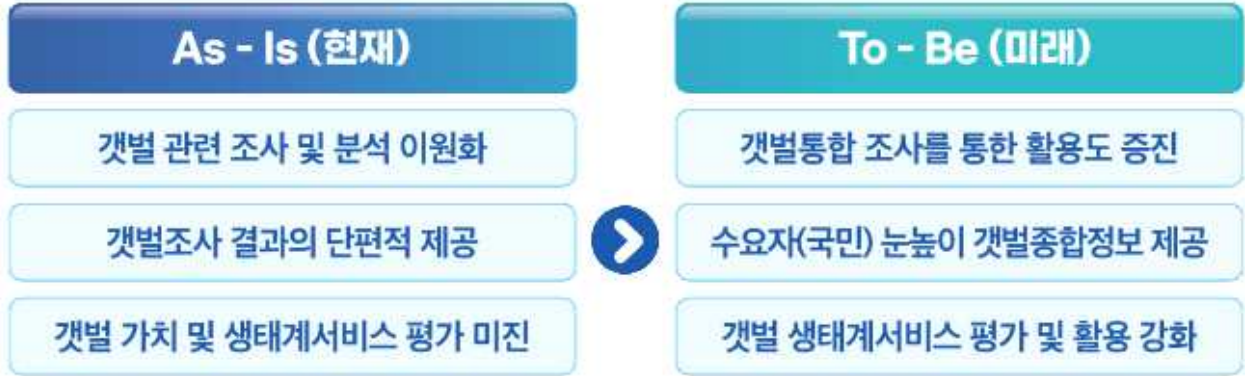 As - Is (현재)
갯벌 관련 조사 및 분석 이원화
갯벌조사 결과의 단편적 제공
갯벌 가치 및 생태계서비스 평가 미진
To - Be (미래)
갯벌통합 조사를 통한 활용도 증진
수요자(국민) 눈높이 갯벌종합정보 제공
갯벌 생태계서비스 평가 및 활용 강화